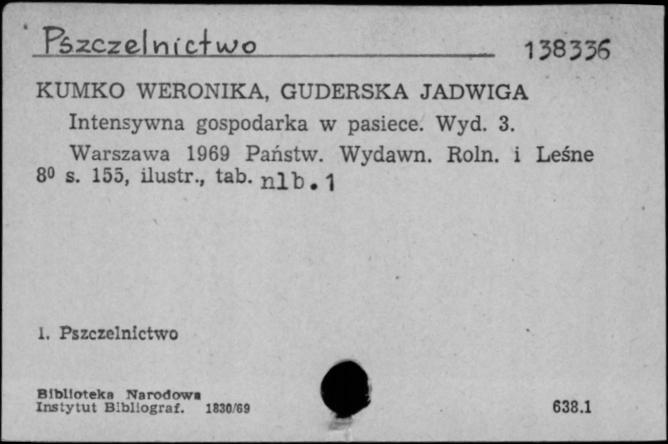 Pszczelnictwo 138336
KUMKO WERONIKA, GUDERSKA JADWIGA
Intensywna gospodarka w pasiece. Wyd. 3.
Warszawa 1969 Państw. Wydawn. Roln. i Leśne
8⁰ s. 155, ilustr., tab. nlb. 1
1. Pszczelnictwo
Biblioteka Narodowa
Instytut Bibliograf. 1830/69 638.1